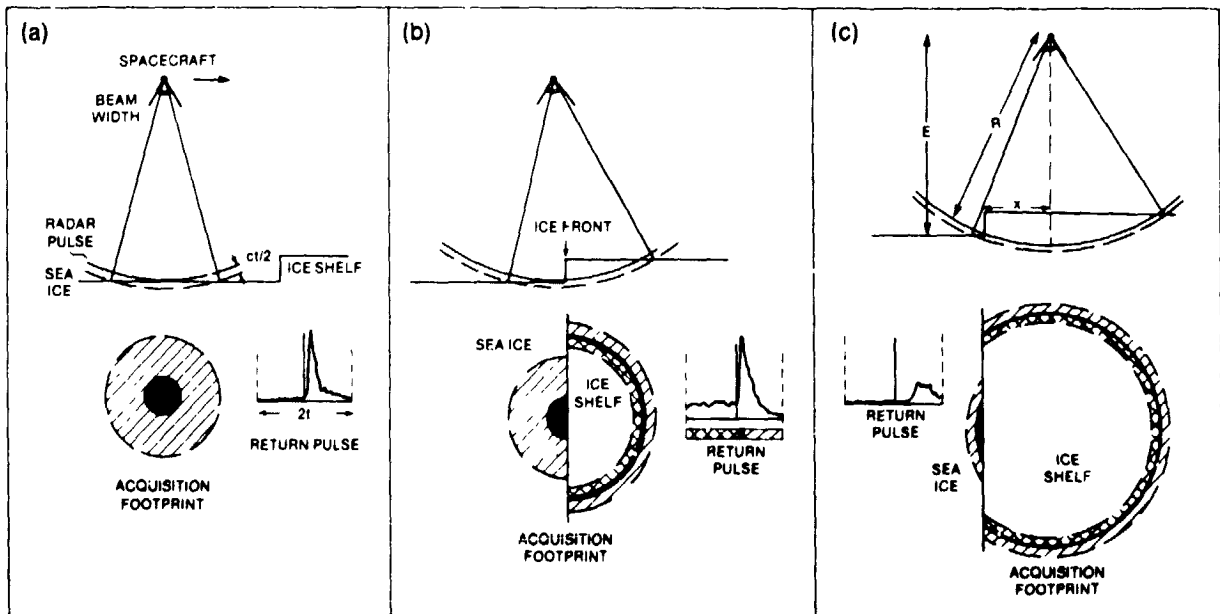 (a)
SPACECRAFT
BEAM
WIDTH
RADAR
PULSE
ct/2
SEA
ICE
ICE SHELF
2t
RETURN PULSE
ACQUISITION
FOOTPRINT
(b)
ICE FRONT
SEA ICE
ICE
SHELF
RETURN
PULSE
ACQUISITION
FOOTPRINT
(c)
E
R
x
RETURN
PULSE
SEA
ICE
ICE
SHELF
ACQUISITION
FOOTPRINT